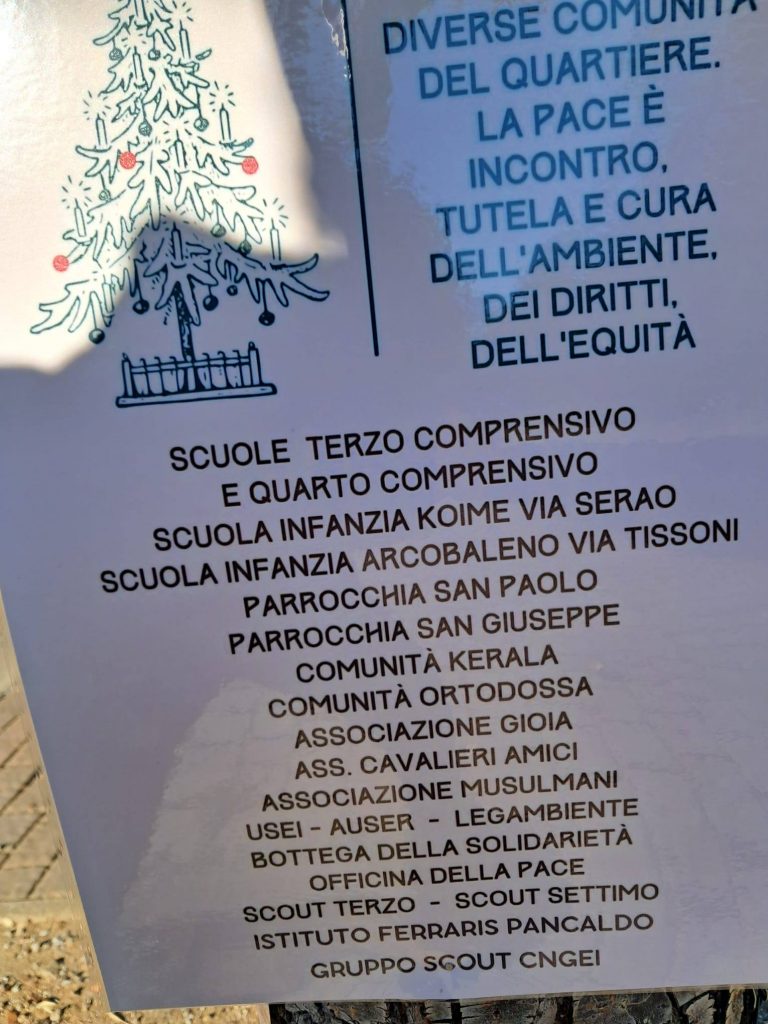 DIVERSE COMUNITÀ
DEL QUARTIERE.
LA PACE È
INCONTRO,
TUTELA E CURA
DELL'AMBIENTE,
DEI DIRITTI,
DELL'EQUITÀ
SCUOLE TERZO COMPRENSIVO
E QUARTO COMPRENSIVO
SCUOLA INFANZIA KOIME VIA SERAO
SCUOLA INFANZIA ARCOBALENO VIA TISSONI
PARROCCHIA SAN PAOLO
PARROCCHIA SAN GIUSEPPE
COMUNITÀ KERALA
COMUNITÀ ORTODOSSA
ASSOCIAZIONE GIOIA
ASS. CAVALIERI AMICI
ASSOCIAZIONE MUSULMANI
USEI - AUSER - LEGAMBIENTE
BOTTEGA DELLA SOLIDARIETÀ
OFFICINA DELLA PACE
SCOUT TERZO - SCOUT SETTIMO
ISTITUTO FERRARIS PANCALDO
GRUPPO SCOUT CNGEI